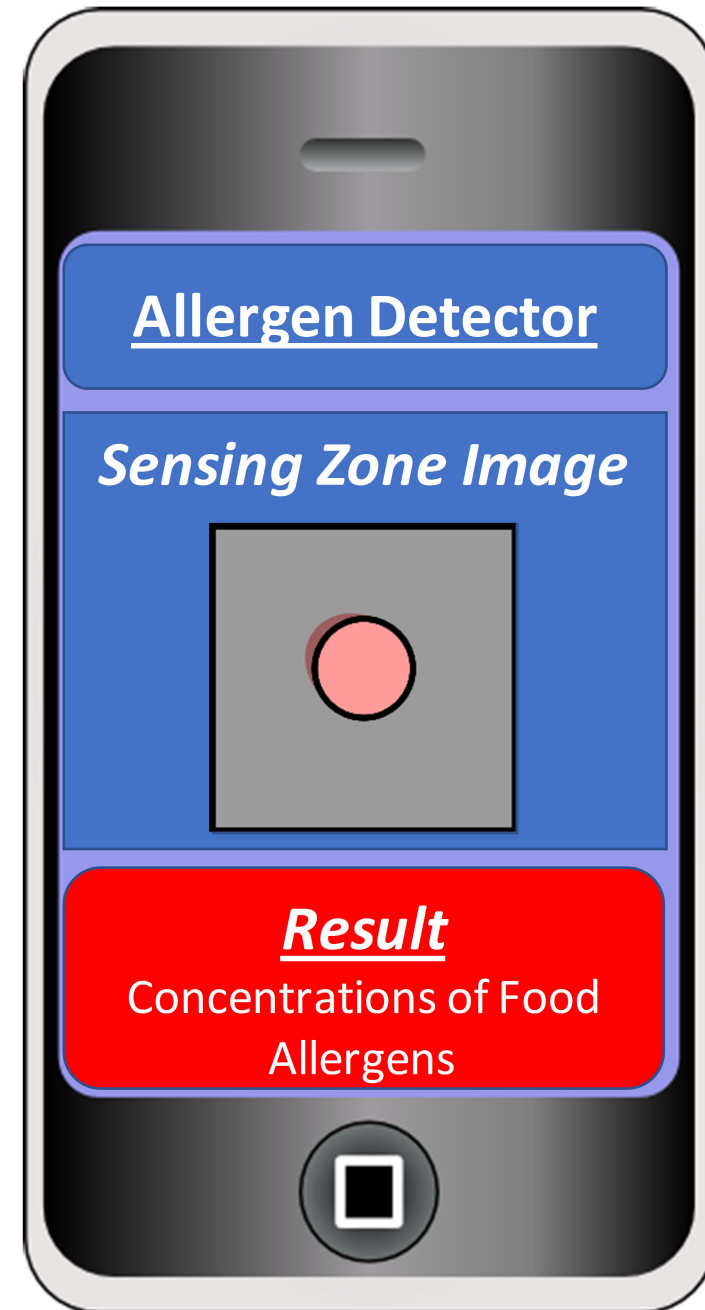 Allergen Detector
Sensing Zone Image
Result
Concentrations of Food
Allergens